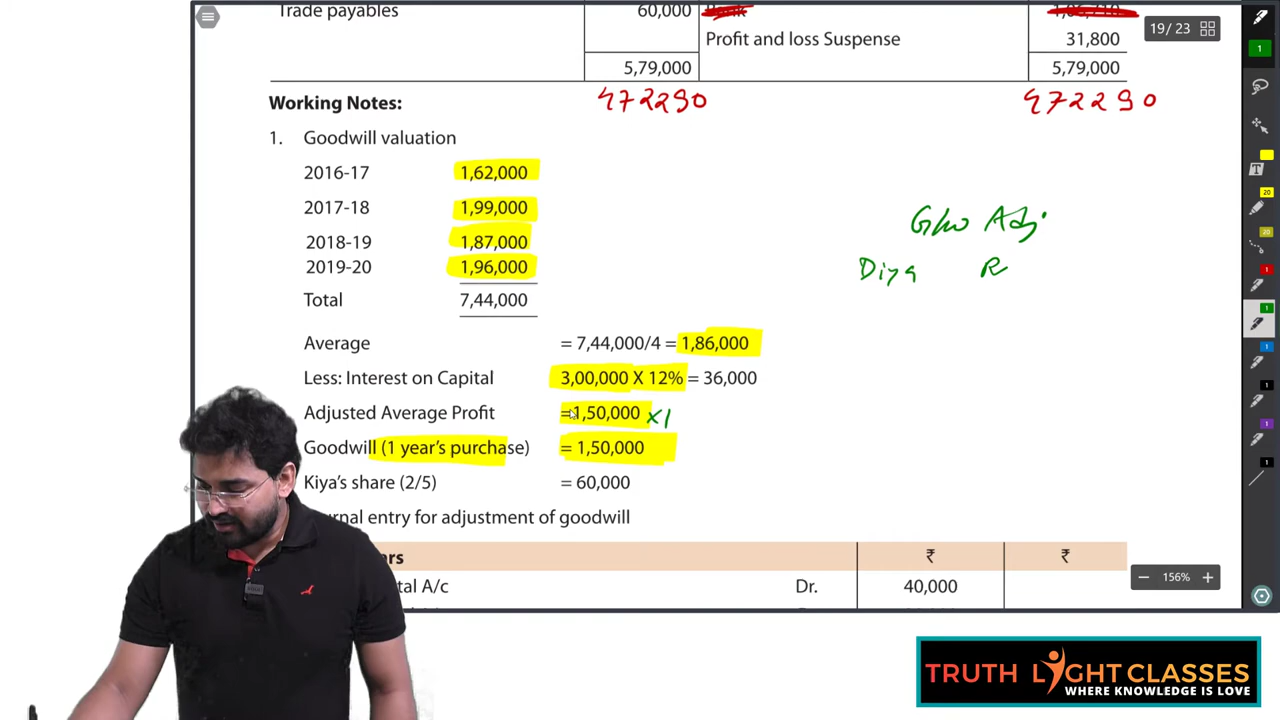 Trade payables 60,000 Bank 1,06,710
19/ 23
Profit and loss Suspense 31,800
5,79,000 5,79,000
Working Notes: 472290 472290
1. Goodwill valuation
2016-17 1,62,000
2017-18 1,99,000
2018-19 1,87,000
2019-20 1,96,000
Total 7,44,000
Adj.
Diya R
Average = 7,44,000/4 = 1,86,000
Less: Interest on Capital 3,00,000 X 12% = 36,000
Adjusted Average Profit =1,50,000 x1
Goodwill (1 year's purchase) = 1,50,000
Kiya's share (2/5) = 60,000
rnal entry for adjustment of goodwill
ars ₹ ₹
tal A/c Dr. 40,000
156%
TRUTH LIGHT CLASSES
WHERE KNOWLEDGE IS LOVE